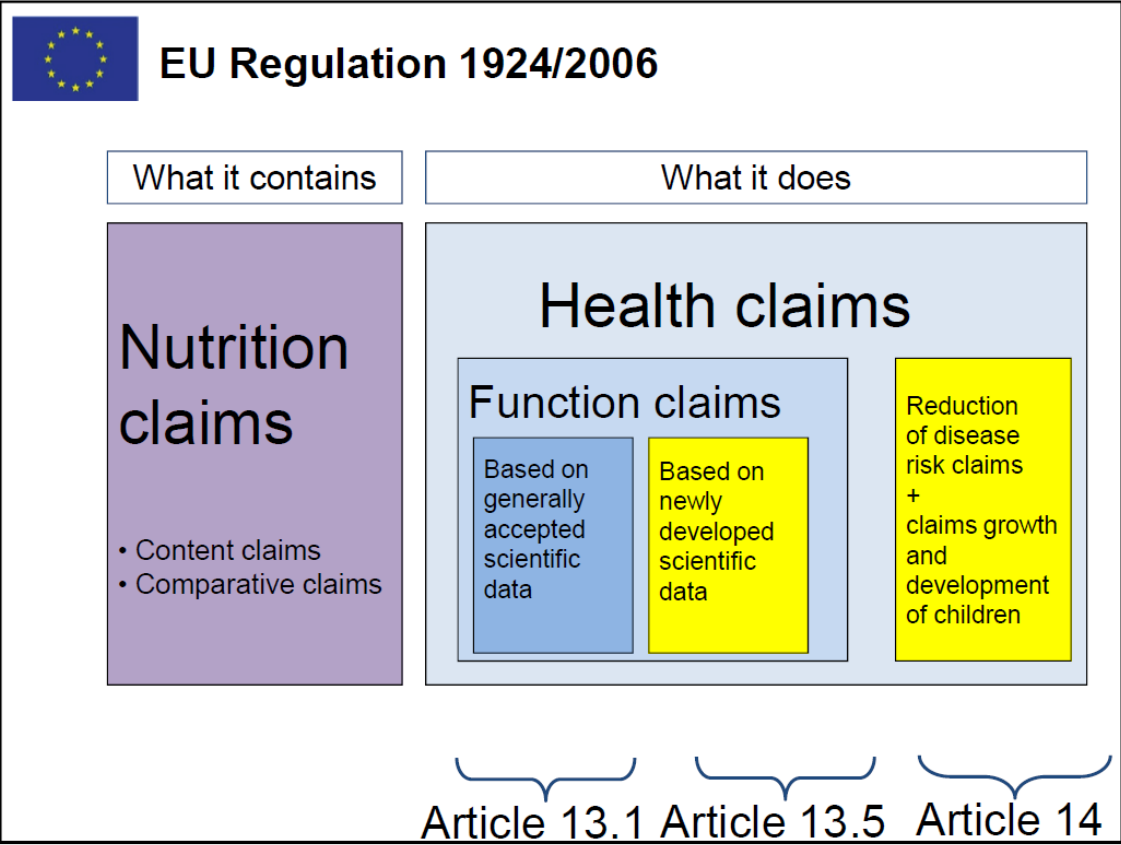 EU Regulation 1924/2006
What it contains
What it does
Nutrition
claims
• Content claims
• Comparative claims
Health claims
Function claims
Based on
generally
accepted
scientific
data
Based on
newly
developed
scientific
data
Reduction
of disease
risk claims
+
claims growth
and
development
of children
Article 13.1
Article 13.5
Article 14